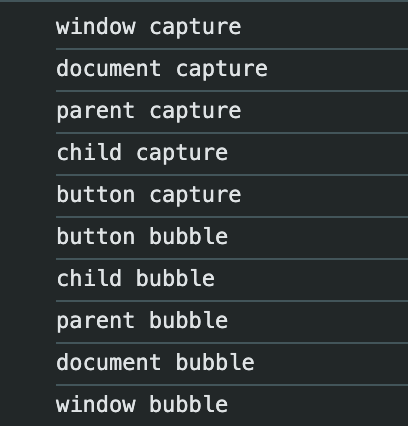 window capture
document capture
parent capture
child capture
button capture
button bubble
child bubble
parent bubble
document bubble
window bubble